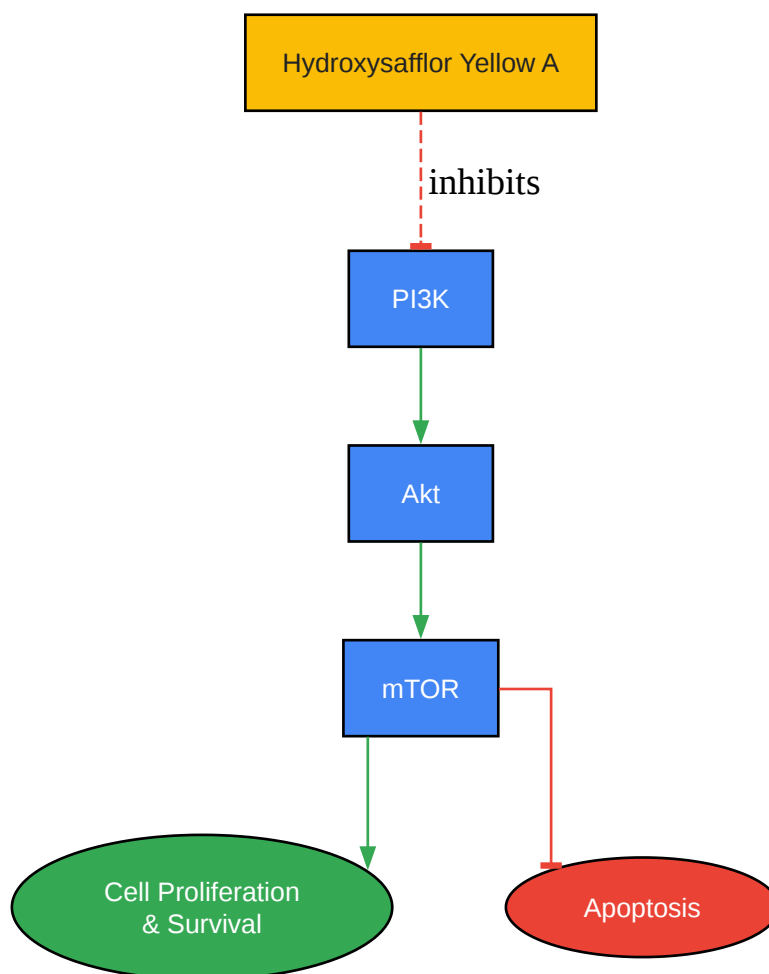 Hydroxysafflor Yellow A
inhibits
PI3K
Akt
mTOR
Cell Proliferation
& Survival
Apoptosis